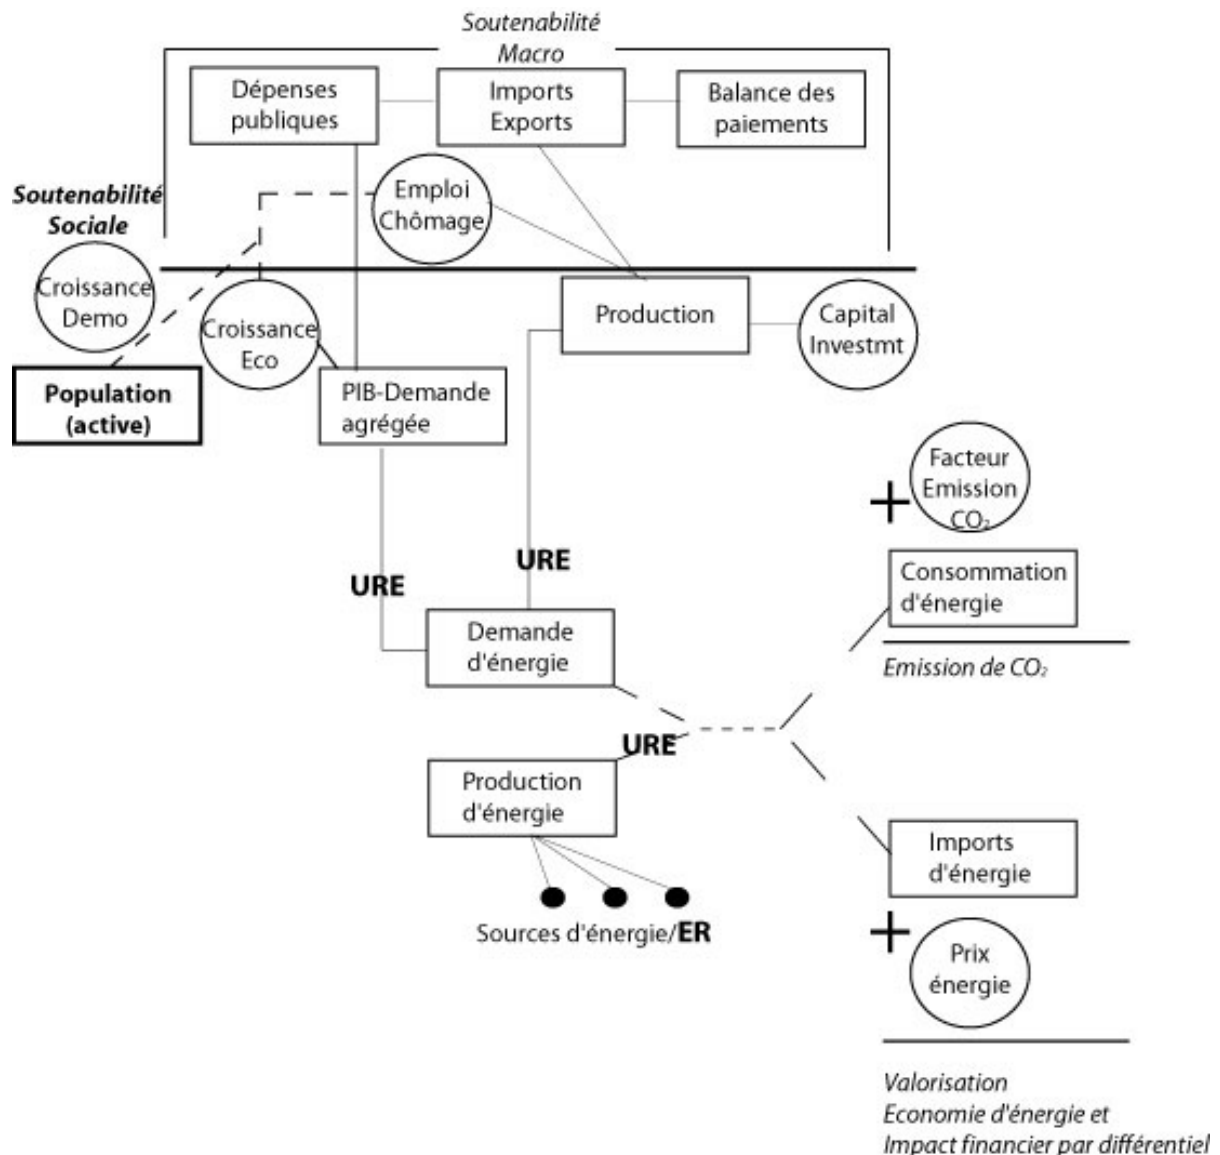 Soutenabilité
Macro
Dépenses
publiques
Imports
Exports
Balance des
paiements
Soutenabilité
Sociale
Emploi
Chômage
Croissance
Demo
Croissance
Eco
Production
Capital
Investmt
Population
(active)
PIB-Demande
agrégée
Facteur
Emission
CO₂
URE
URE
Consommation
d'énergie
Demande
d'énergie
Emission de CO₂
URE
Production
d'énergie
Imports
d'énergie
Sources d'énergie/ER
Prix
énergie
Valorisation
Economie d'énergie et
Impact financier par différentiel